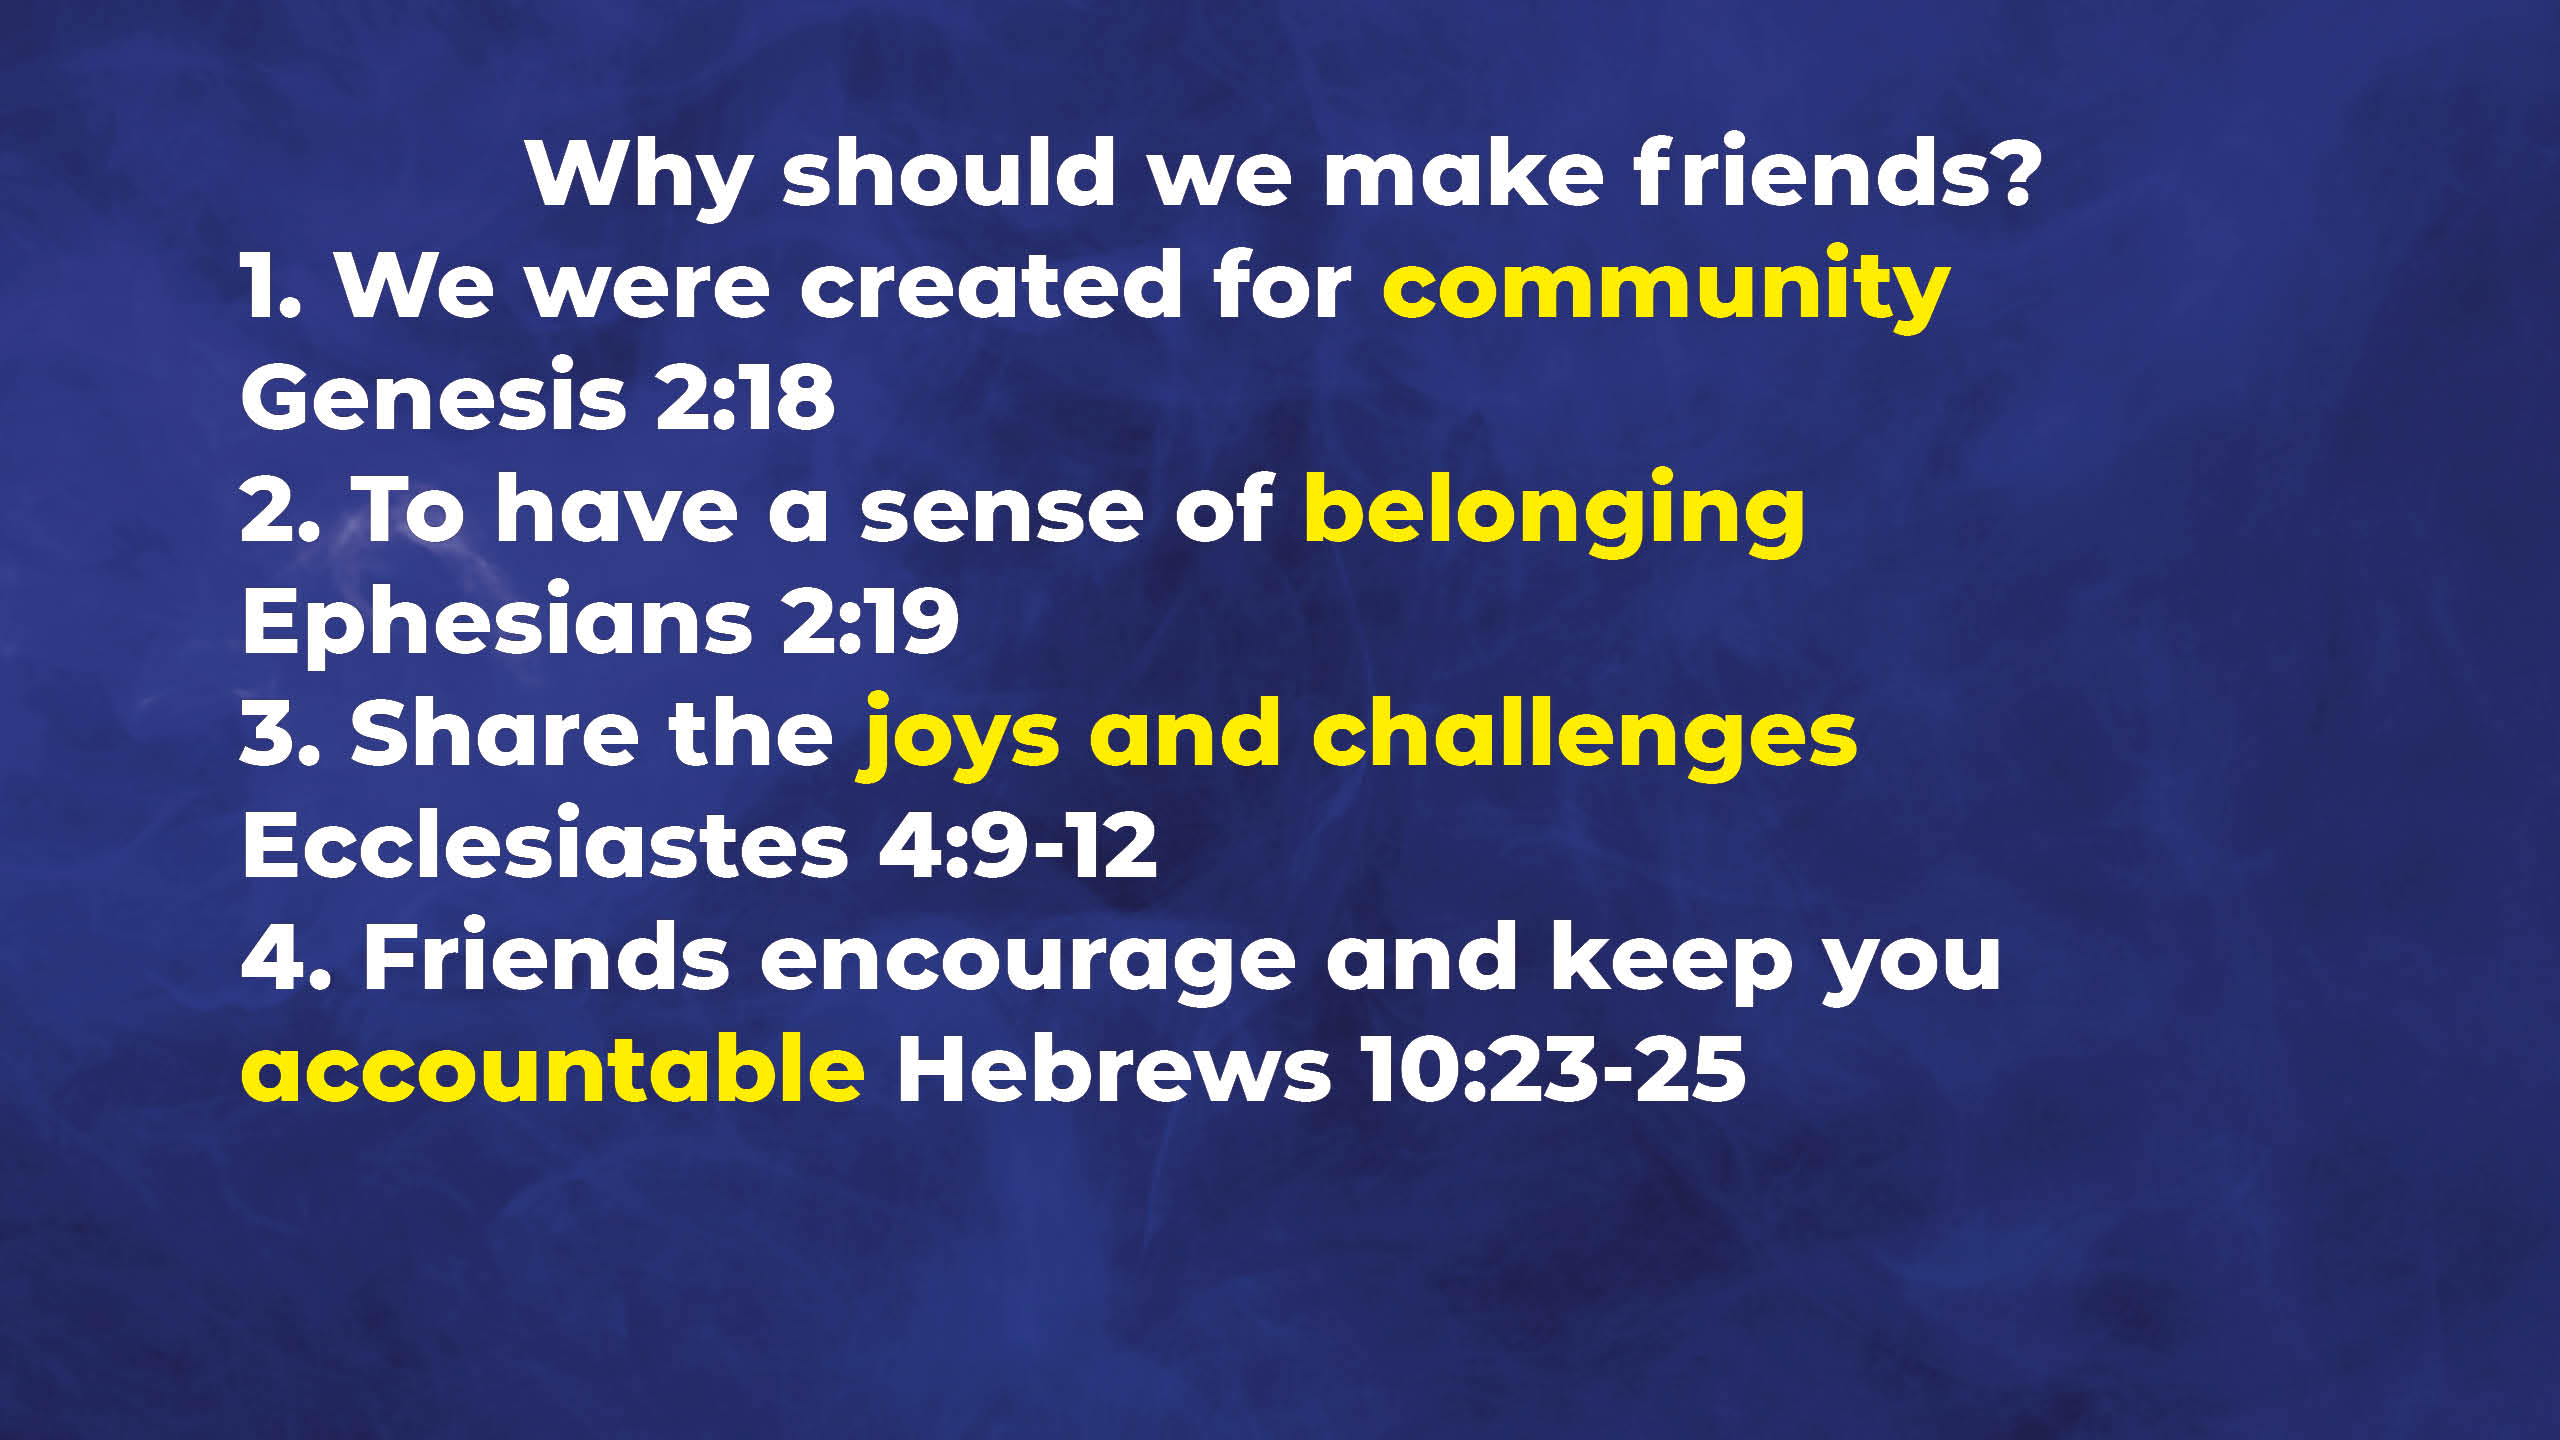 Why should we make friends?
1. We were created for community
Genesis 2:18
2. To have a sense of belonging
Ephesians 2:19
3. Share the joys and challenges
Ecclesiastes 4:9-12
4. Friends encourage and keep you
accountable Hebrews 10:23-25